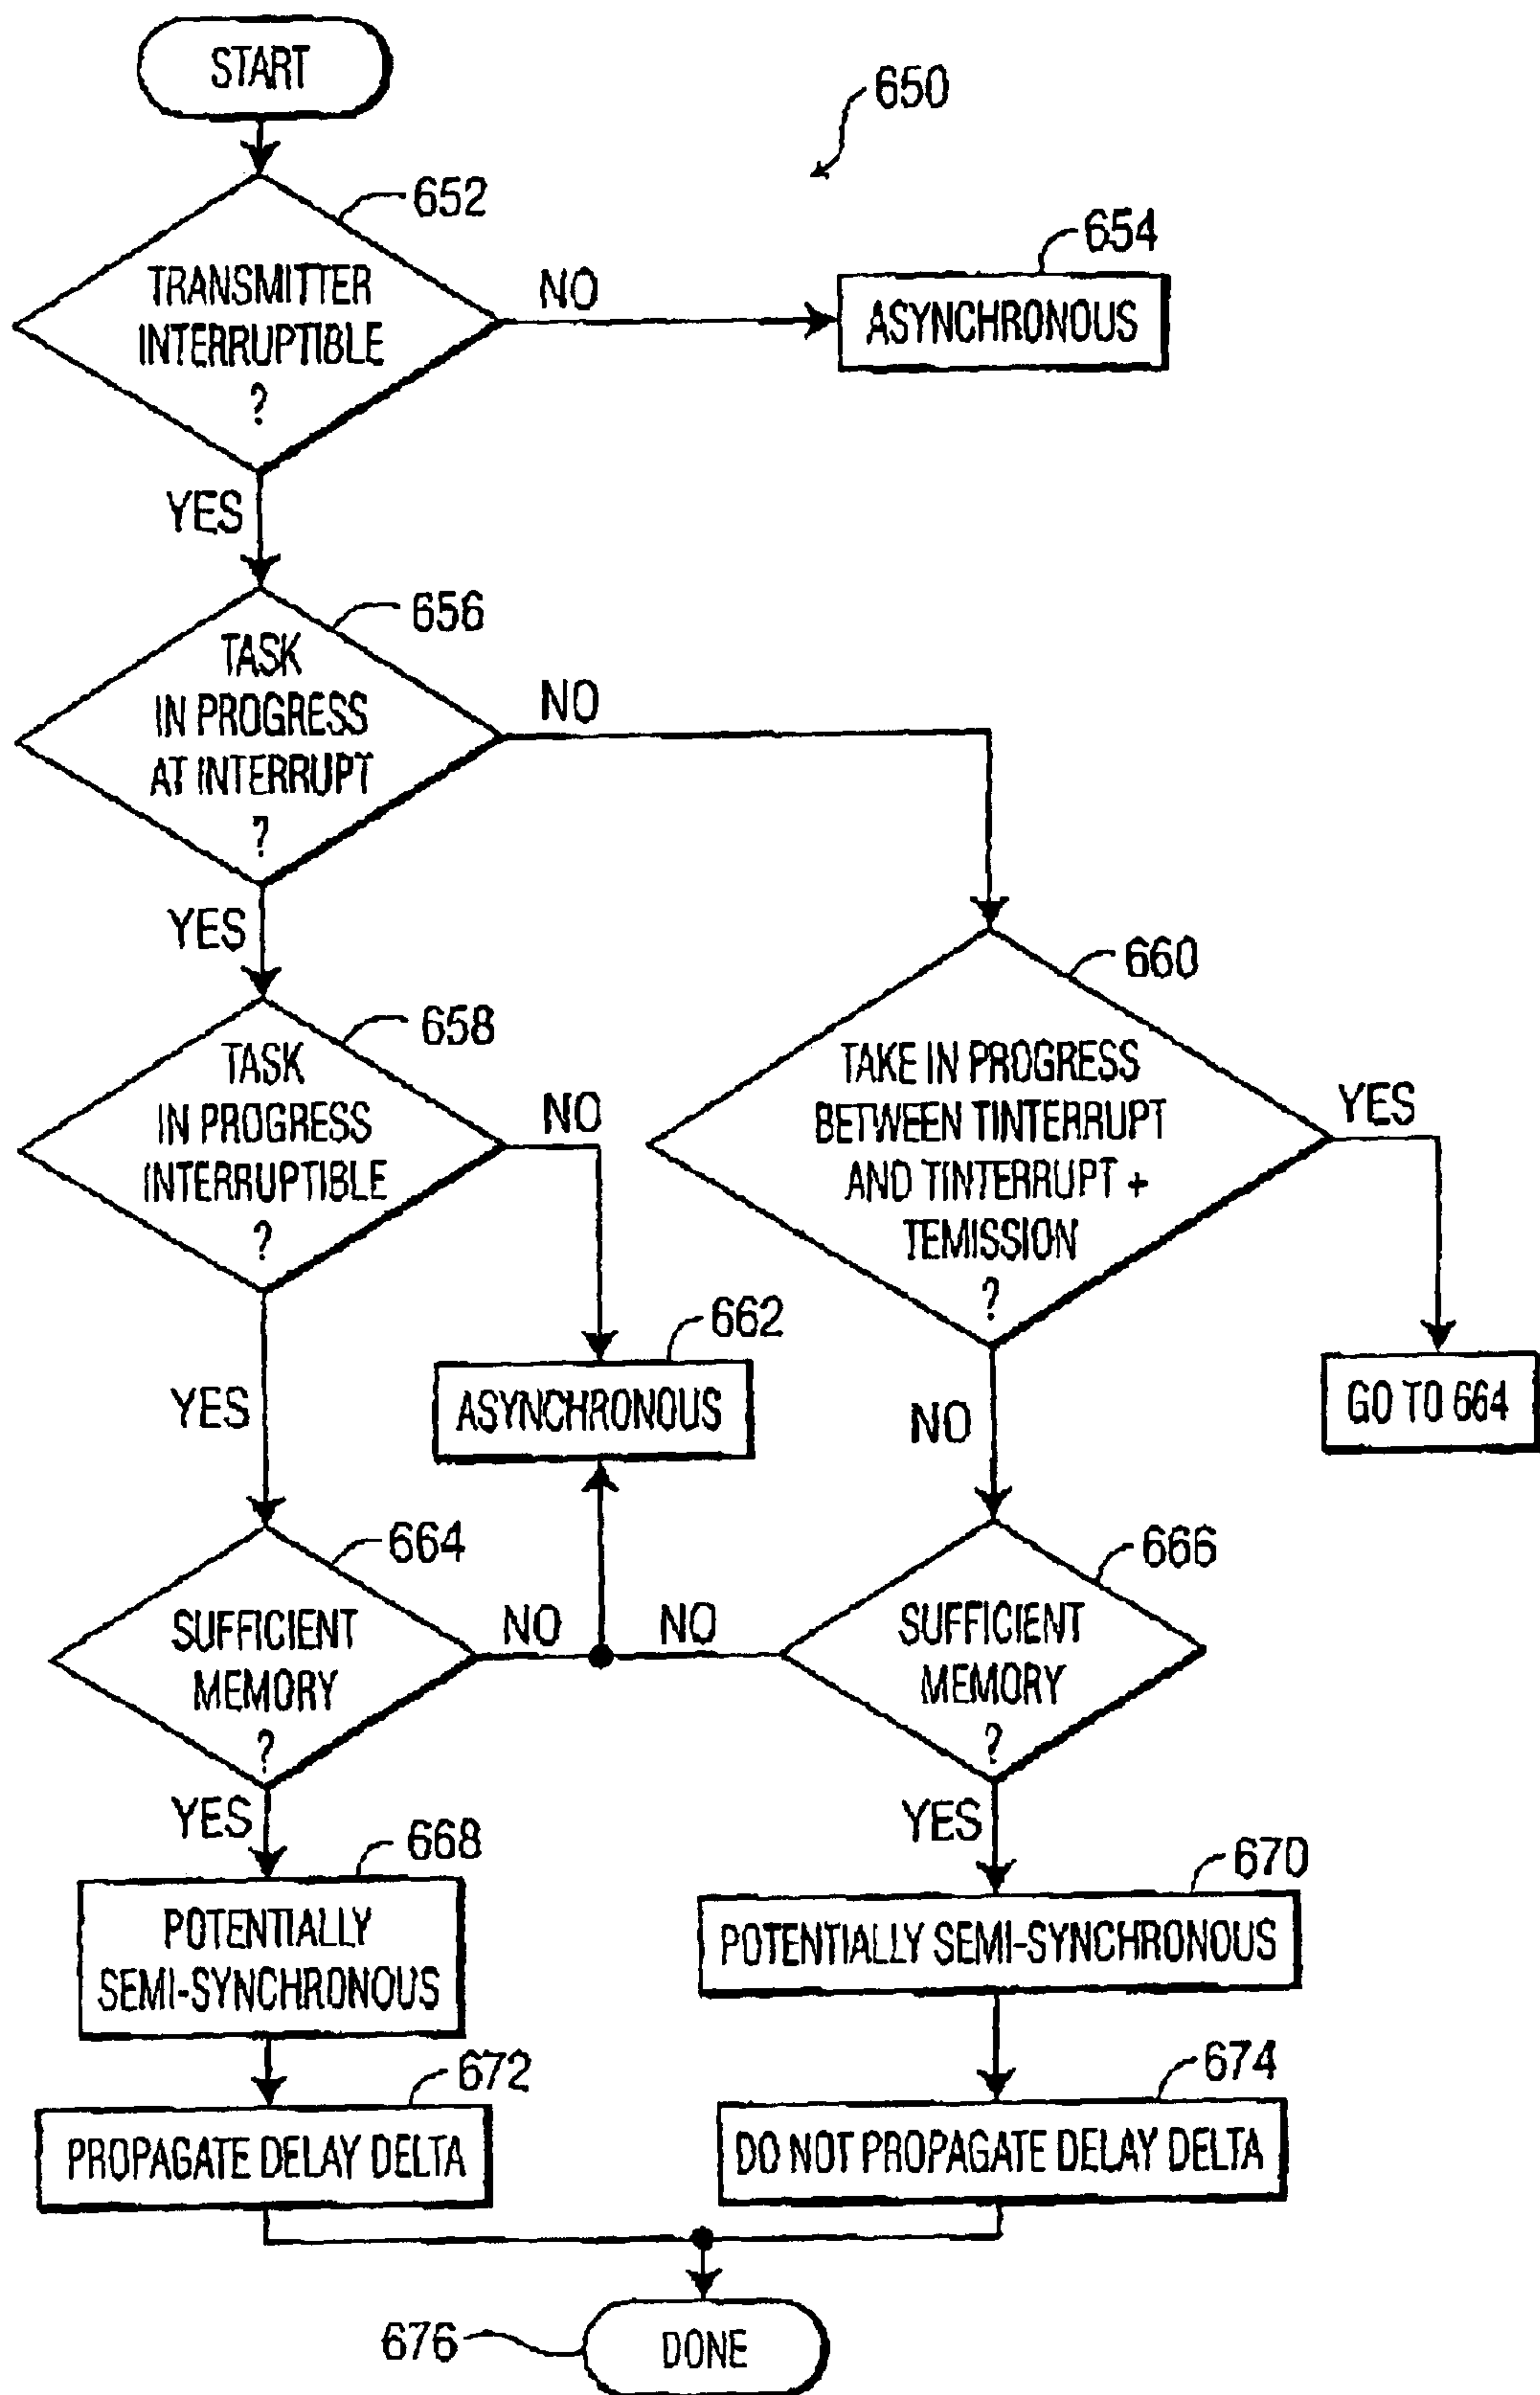 START
650
652
TRANSMITTER
INTERRUPTIBLE
?
NO
654
ASYNCHRONOUS
YES
656
TASK
IN PROGRESS
AT INTERRUPT
?
NO
YES
658
TASK
IN PROGRESS
INTERRUPTIBLE
?
NO
660
TAKE IN PROGRESS
BETWEEN TINTERRUPT
AND TINTERRUPT +
TEMISSION
?
YES
662
ASYNCHRONOUS
YES
NO
GO TO 664
664
SUFFICIENT
MEMORY
?
NO
NO
666
SUFFICIENT
MEMORY
?
YES
668
POTENTIALLY
SEMI-SYNCHRONOUS
YES
670
POTENTIALLY SEMI-SYNCHRONOUS
672
PROPAGATE DELAY DELTA
674
DO NOT PROPAGATE DELAY DELTA
676
DONE